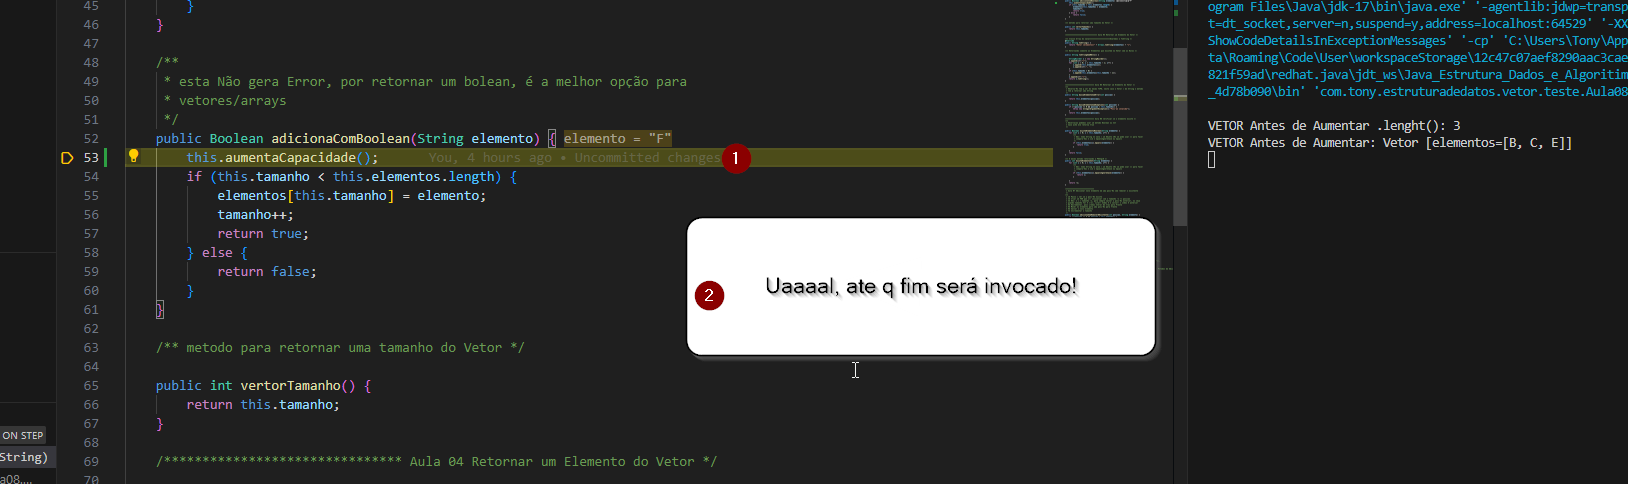 45 }
46 }
47
48 /**
49 * esta Não gera Error, por retornar um bolean, é a melhor opção para
50 * vetores/arrays
51 */
52 public Boolean adicionaComBoolean(String elemento) { elemento = "F"
53 this.aumentaCapacidade(); You, 4 hours ago • Uncommitted changes 1
54 if (this.tamanho < this.elementos.length) {
55 elementos[this.tamanho] = elemento;
56 tamanho++;
57 return true;
58 } else {
59 return false;
60 }
61 }
62
63 /** metodo para retornar uma tamanho do Vetor */
64
65 public int vertorTamanho() {
66 return this.tamanho;
67 }
68
69 /******************************* Aula 04 Retornar um Elemento do Vetor */
70
2 Uaaaal, ate q fim será invocado!
ON STEP
String)
a08....
ogram Files\Java\jdk-17\bin\java.exe' '-agentlib:jdwp=transp
t=dt_socket,server=n,suspend=y,address=localhost:64529' '-XX
ShowCodeDetailsInExceptionMessages' '-cp' 'C:\Users\Tony\App
ta\Roaming\Code\User\workspaceStorage\12c47c07aef8290aac3cae
821f59ad\redhat.java\jdt_ws\Java_Estrutura_Dados_e_Algoritim
_4d78b090\bin' 'com.tony.estruturadedados.vetor.teste.Aula08
VETOR Antes de Aumentar .lenght(): 3
VETOR Antes de Aumentar: Vetor [elementos=[B, C, E]]